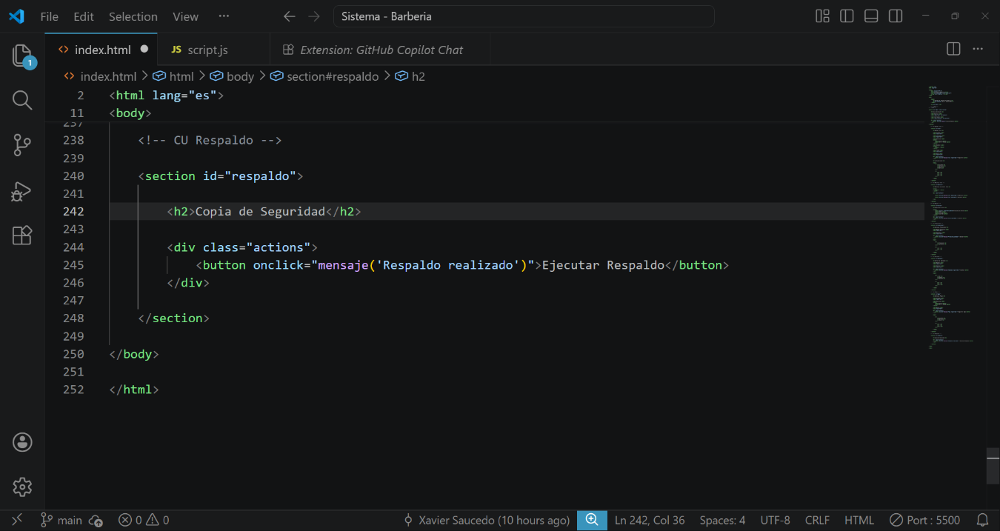 File Edit Selection View ··· Sistema - Barberia
index.html JS script.js Extension: GitHub Copilot Chat
1
index.html > html > body > section#respaldo > h2
2 <html lang="es">
11 <body>
237
238 <!-- CU Respaldo -->
239
240 <section id="respaldo">
241
242 <h2>Copia de Seguridad</h2>
243
244 <div class="actions">
245 <button onclick="mensaje('Respaldo realizado')">Ejecutar Respaldo</button>
246 </div>
247
248 </section>
249
250 </body>
251
252 </html>
main 0 0 Xavier Saucedo (10 hours ago) Ln 242, Col 36 Spaces: 4 UTF-8 CRLF HTML Port : 5500